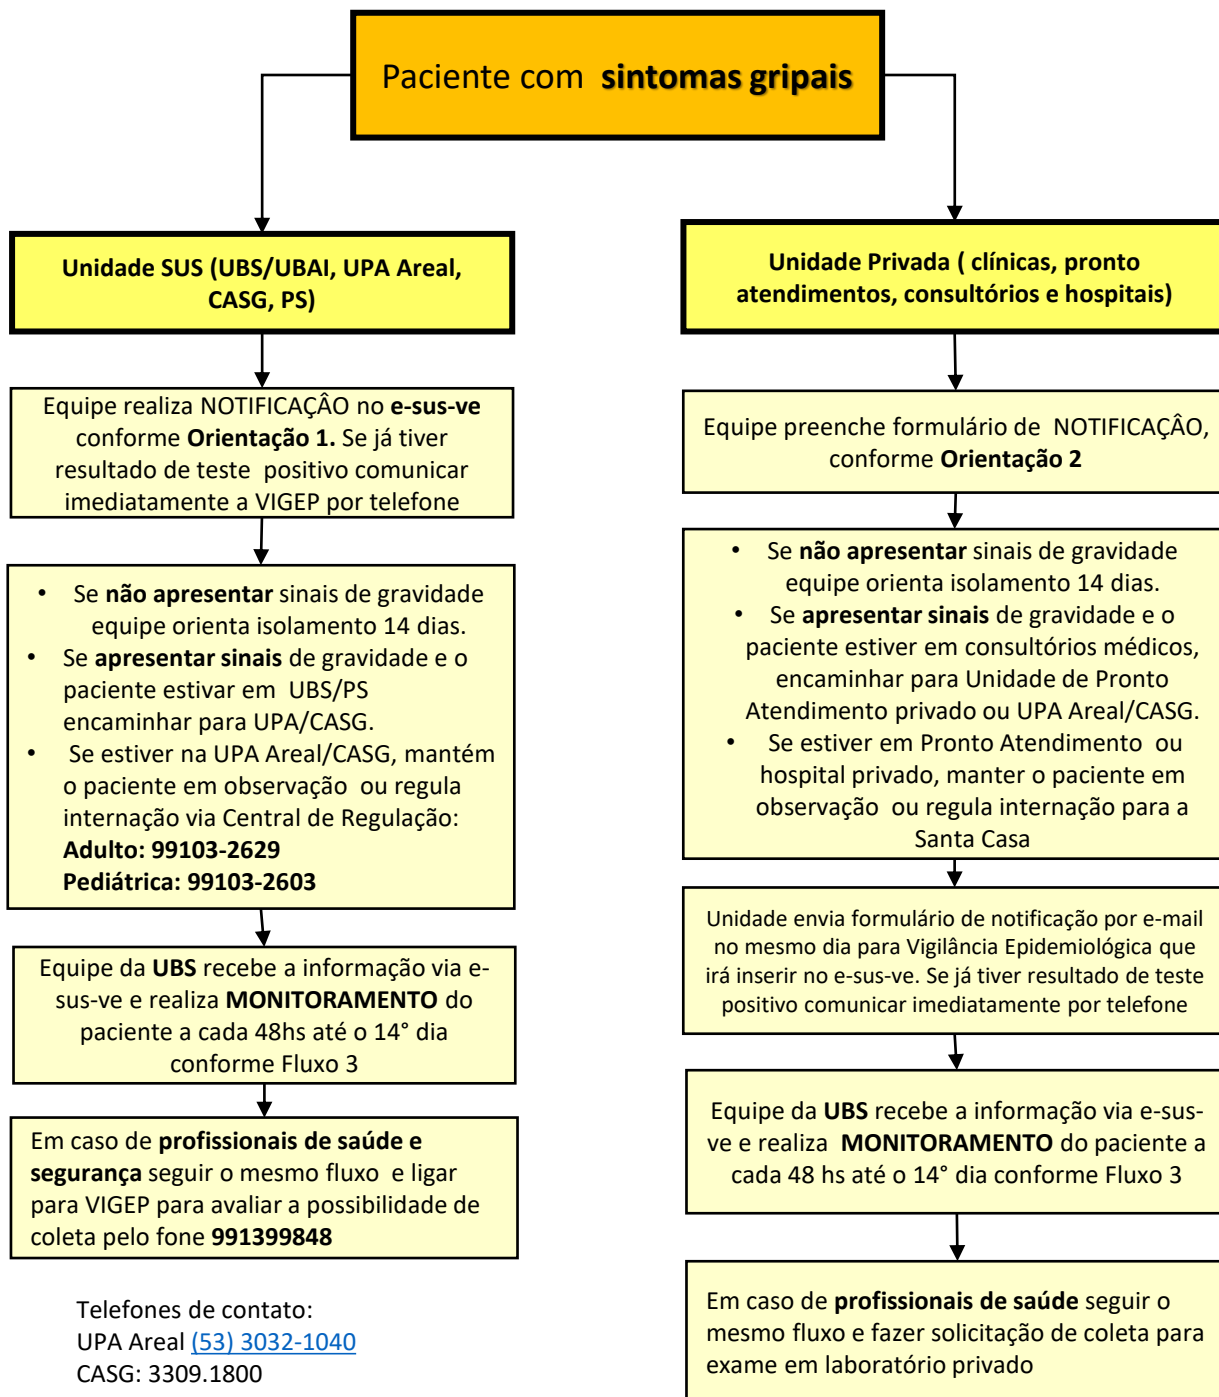 Paciente com sintomas gripais
Unidade SUS (UBS/UBAI, UPA Areal,
CASG, PS)
Equipe realiza NOTIFICAÇÂO no e-sus-ve
conforme Orientação 1. Se já tiver
resultado de teste positivo comunicar
imediatamente a VIGEP por telefone
• Se não apresentar sinais de gravidade
equipe orienta isolamento 14 dias.
• Se apresentar sinais de gravidade e o
paciente estivar em UBS/PS
encaminhar para UPA/CASG.
• Se estiver na UPA Areal/CASG, mantém
o paciente em observação ou regula
internação via Central de Regulação:
Adulto: 99103-2629
Pediátrica: 99103-2603
Equipe da UBS recebe a informação via e-
sus-ve e realiza MONITORAMENTO do
paciente a cada 48hs até o 14° dia
conforme Fluxo 3
Em caso de profissionais de saúde e
segurança seguir o mesmo fluxo e ligar
para VIGEP para avaliar a possibilidade de
coleta pelo fone 991399848
Telefones de contato:
UPA Areal (53) 3032-1040
CASG: 3309.1800
Unidade Privada ( clínicas, pronto
atendimentos, consultórios e hospitais)
Equipe preenche formulário de NOTIFICAÇÂO,
conforme Orientação 2
• Se não apresentar sinais de gravidade
equipe orienta isolamento 14 dias.
• Se apresentar sinais de gravidade e o
paciente estiver em consultórios médicos,
encaminhar para Unidade de Pronto
Atendimento privado ou UPA Areal/CASG.
• Se estiver em Pronto Atendimento ou
hospital privado, manter o paciente em
observação ou regula internação para a
Santa Casa
Unidade envia formulário de notificação por e-mail
no mesmo dia para Vigilância Epidemiológica que
irá inserir no e-sus-ve. Se já tiver resultado de teste
positivo comunicar imediatamente por telefone
Equipe da UBS recebe a informação via e-sus-
ve e realiza MONITORAMENTO do paciente a
cada 48 hs até o 14° dia conforme Fluxo 3
Em caso de profissionais de saúde seguir o
mesmo fluxo e fazer solicitação de coleta para
exame em laboratório privado